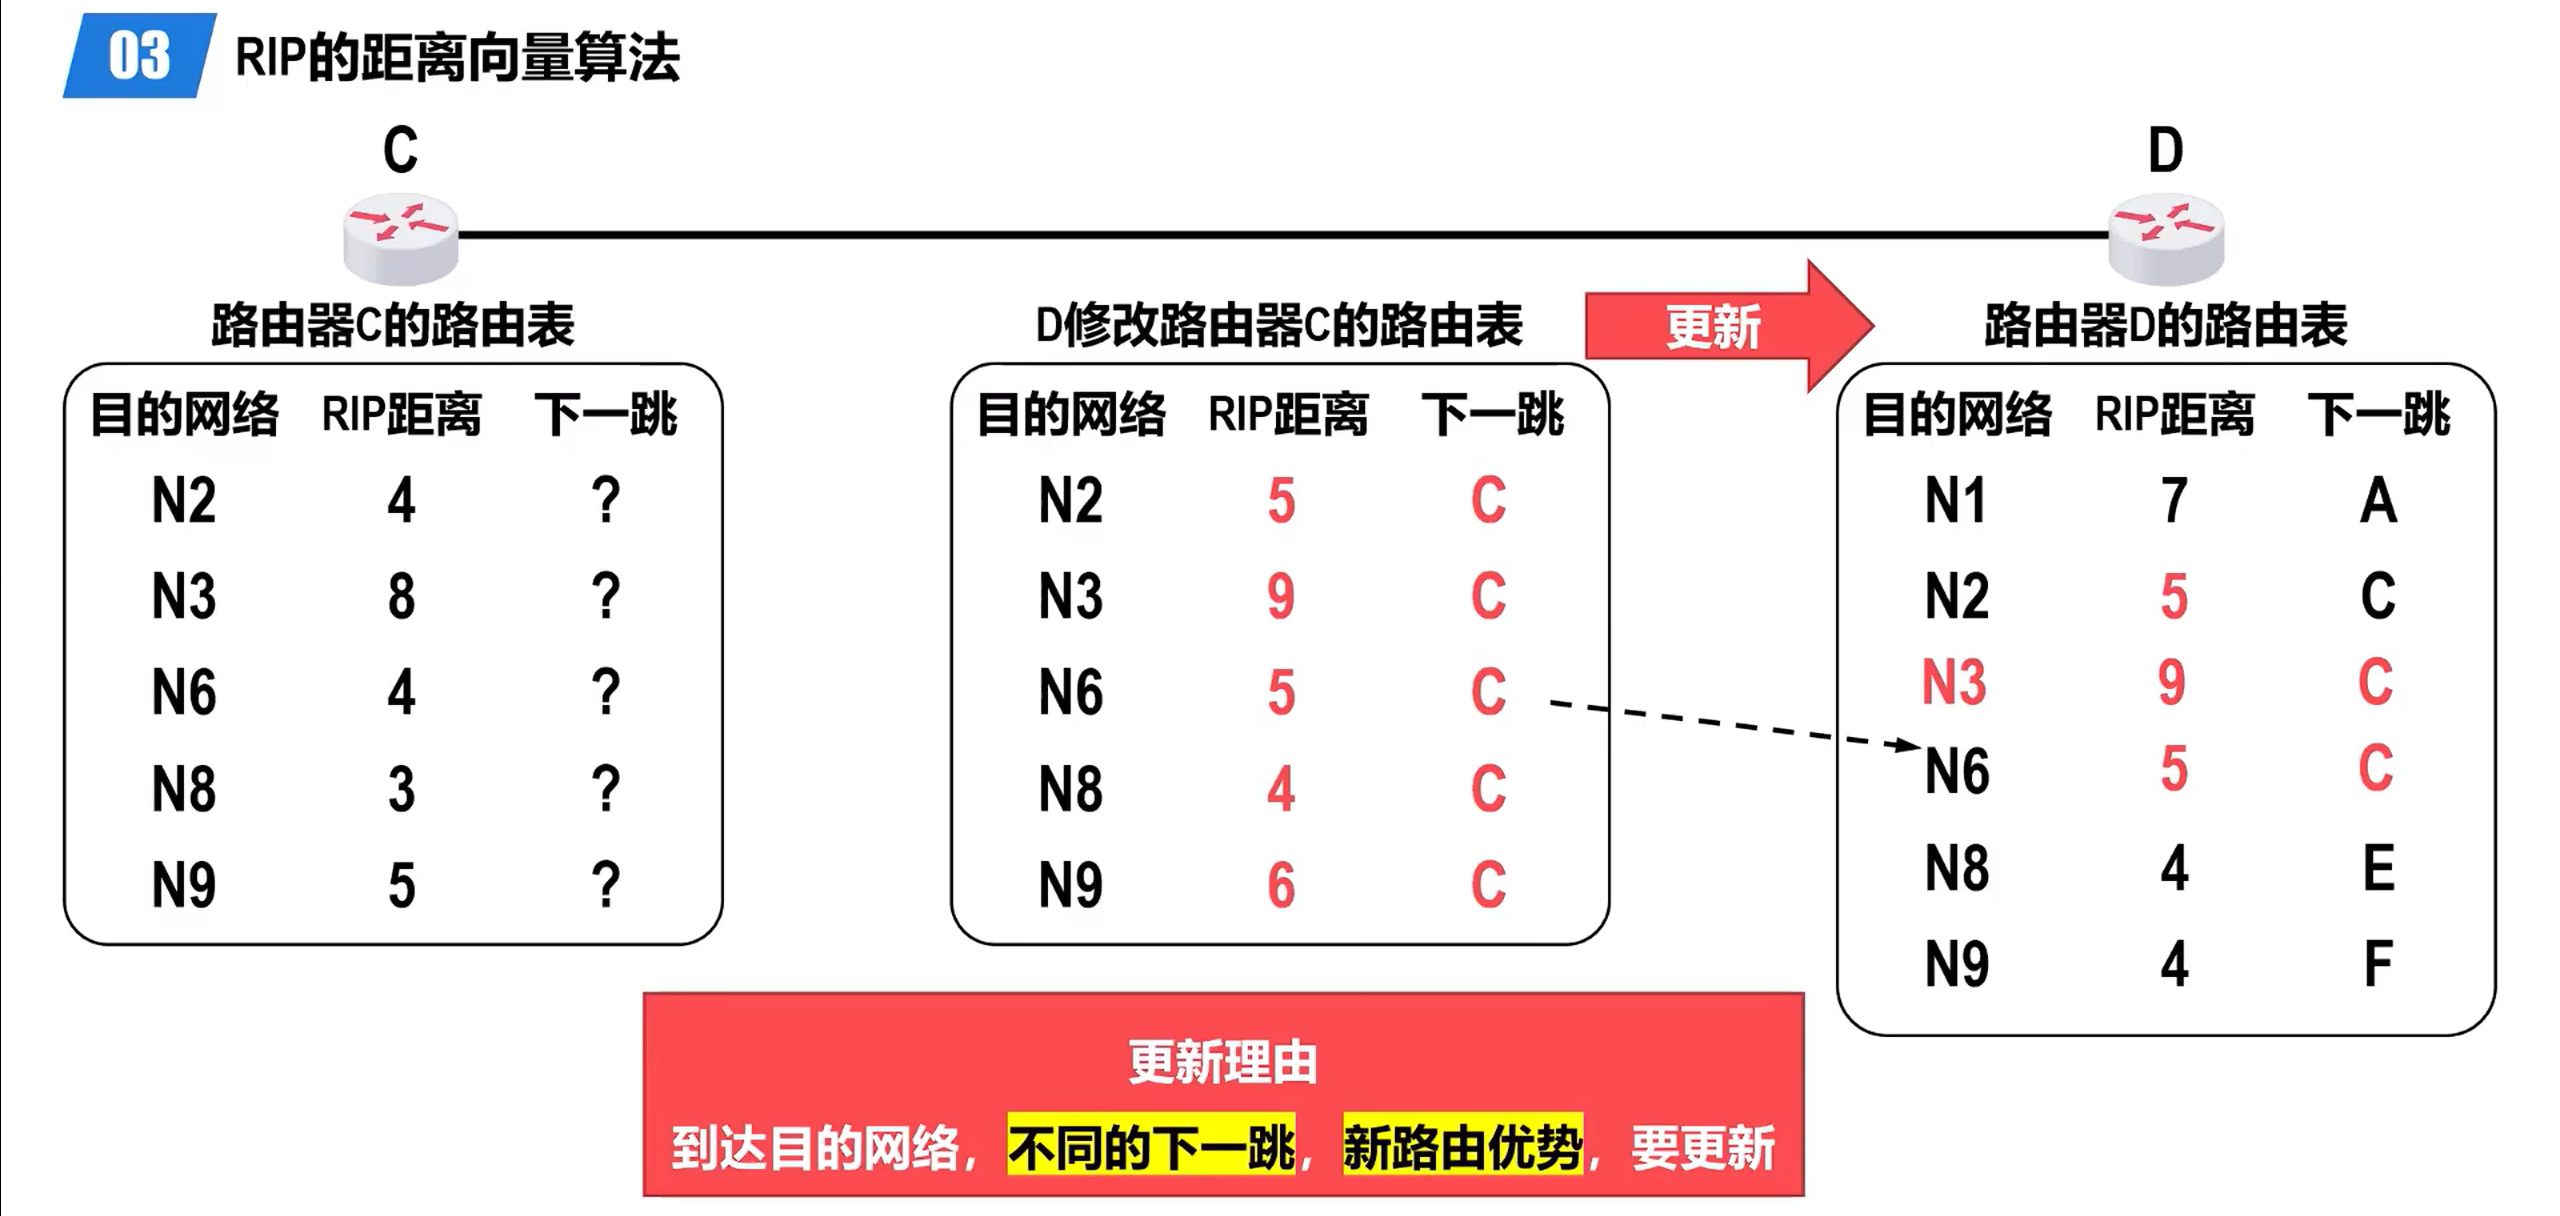 03 RIP的距离向量算法
C
D
路由器C的路由表
目的网络 RIP距离 下一跳
N2 4 ?
N3 8 ?
N6 4 ?
N8 3 ?
N9 5 ?
D修改路由器C的路由表
目的网络 RIP距离 下一跳
N2 5 C
N3 9 C
N6 5 C
N8 4 C
N9 6 C
更新
路由器D的路由表
目的网络 RIP距离 下一跳
N1 7 A
N2 5 C
N3 9 C
N6 5 C
N8 4 E
N9 4 F
更新理由
到达目的网络，不同的下一跳，新路由优势，要更新